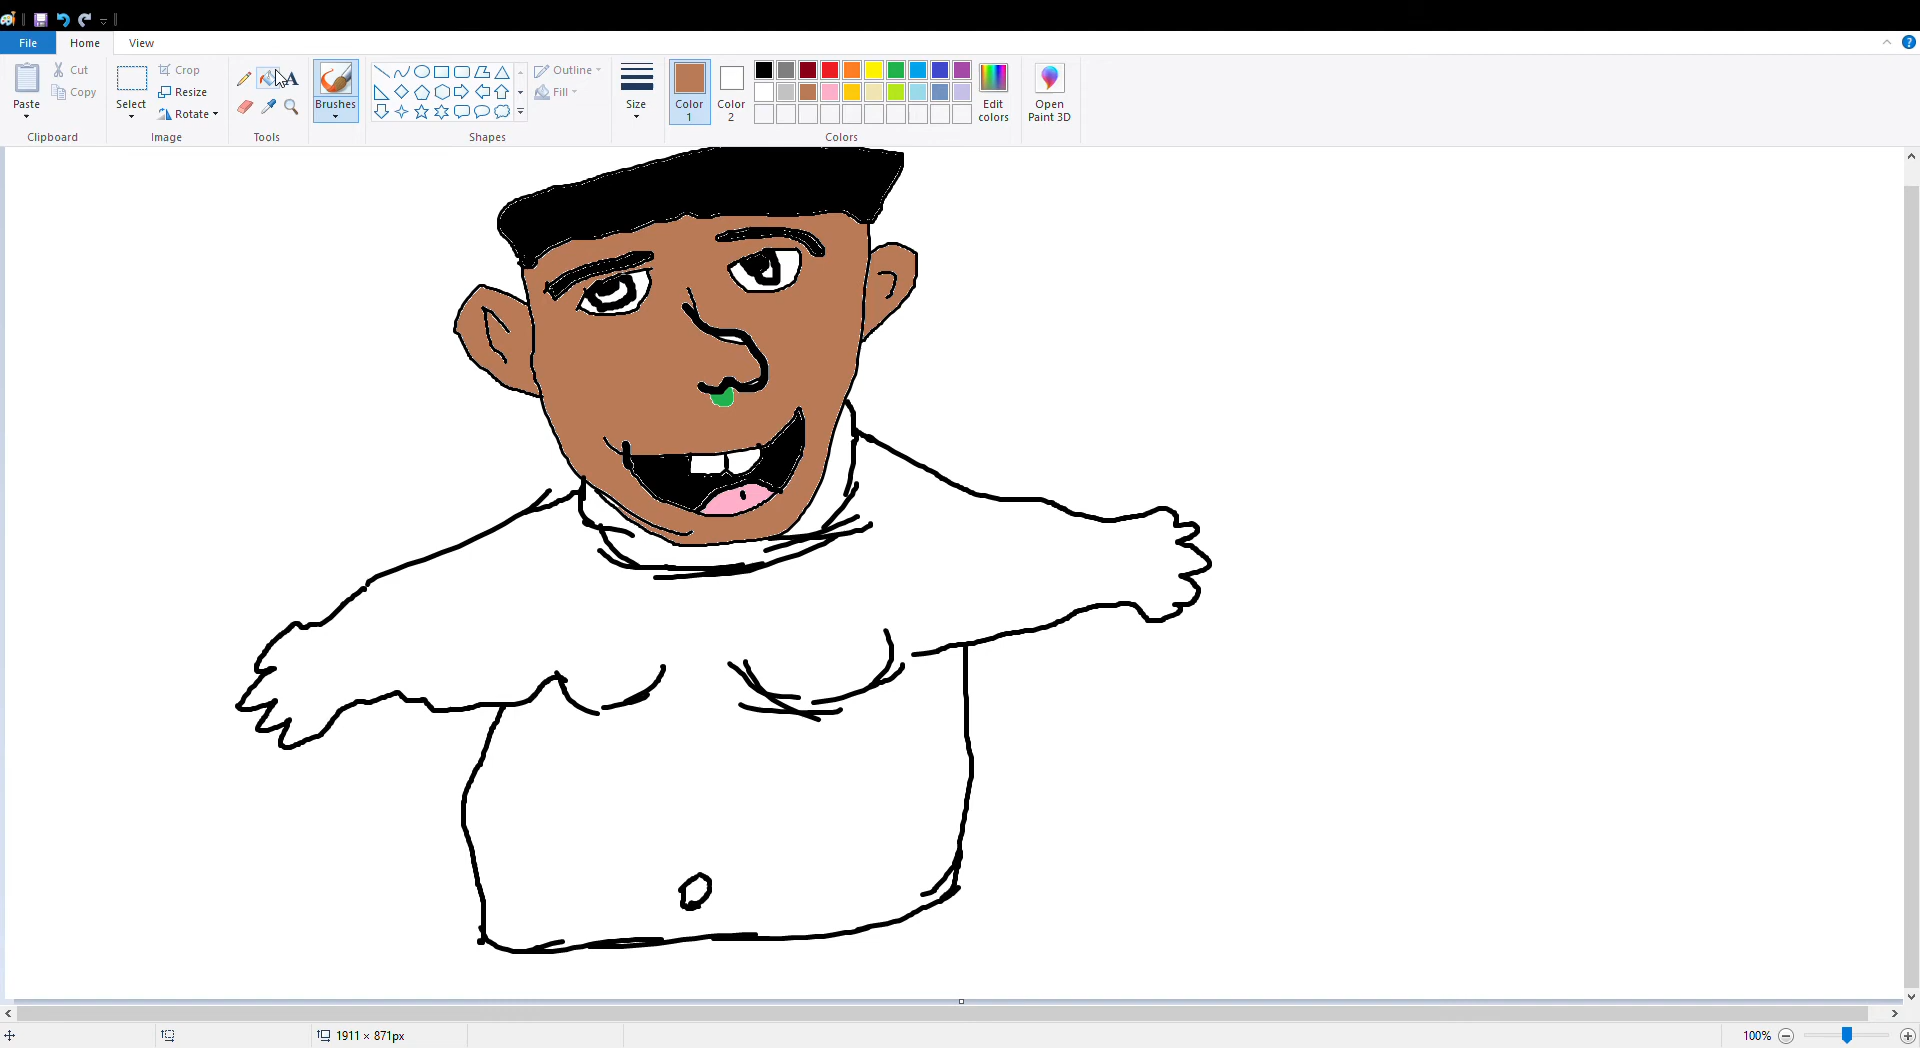 File Home View
Paste
Cut
Copy
Clipboard
Select
Crop
Resize
Rotate
Image
A
Tools
Brushes
Outline
Fill
Shapes
Size
Color 1
Color 2
Edit colors
Colors
Open Paint 3D
?
1911 × 871px
100%